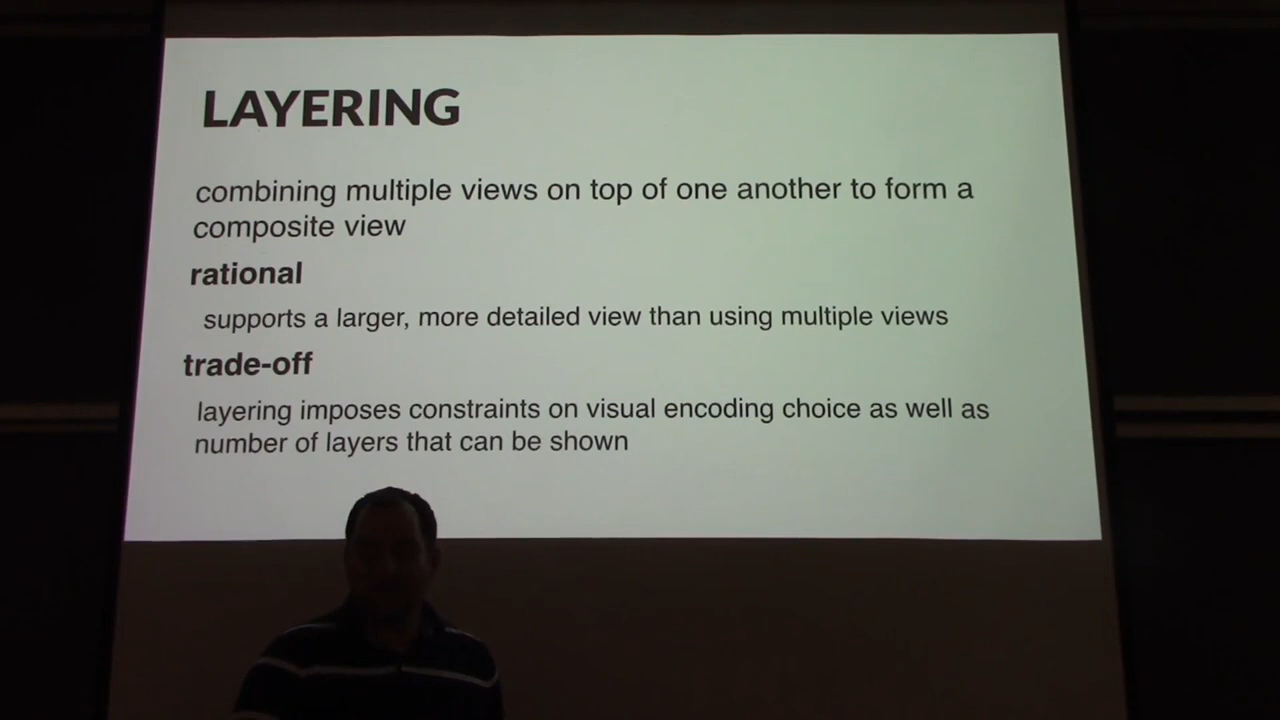 LAYERING
combining multiple views on top of one another to form a
composite view
rational
supports a larger, more detailed view than using multiple views
trade-off
layering imposes constraints on visual encoding choice as well as
number of layers that can be shown